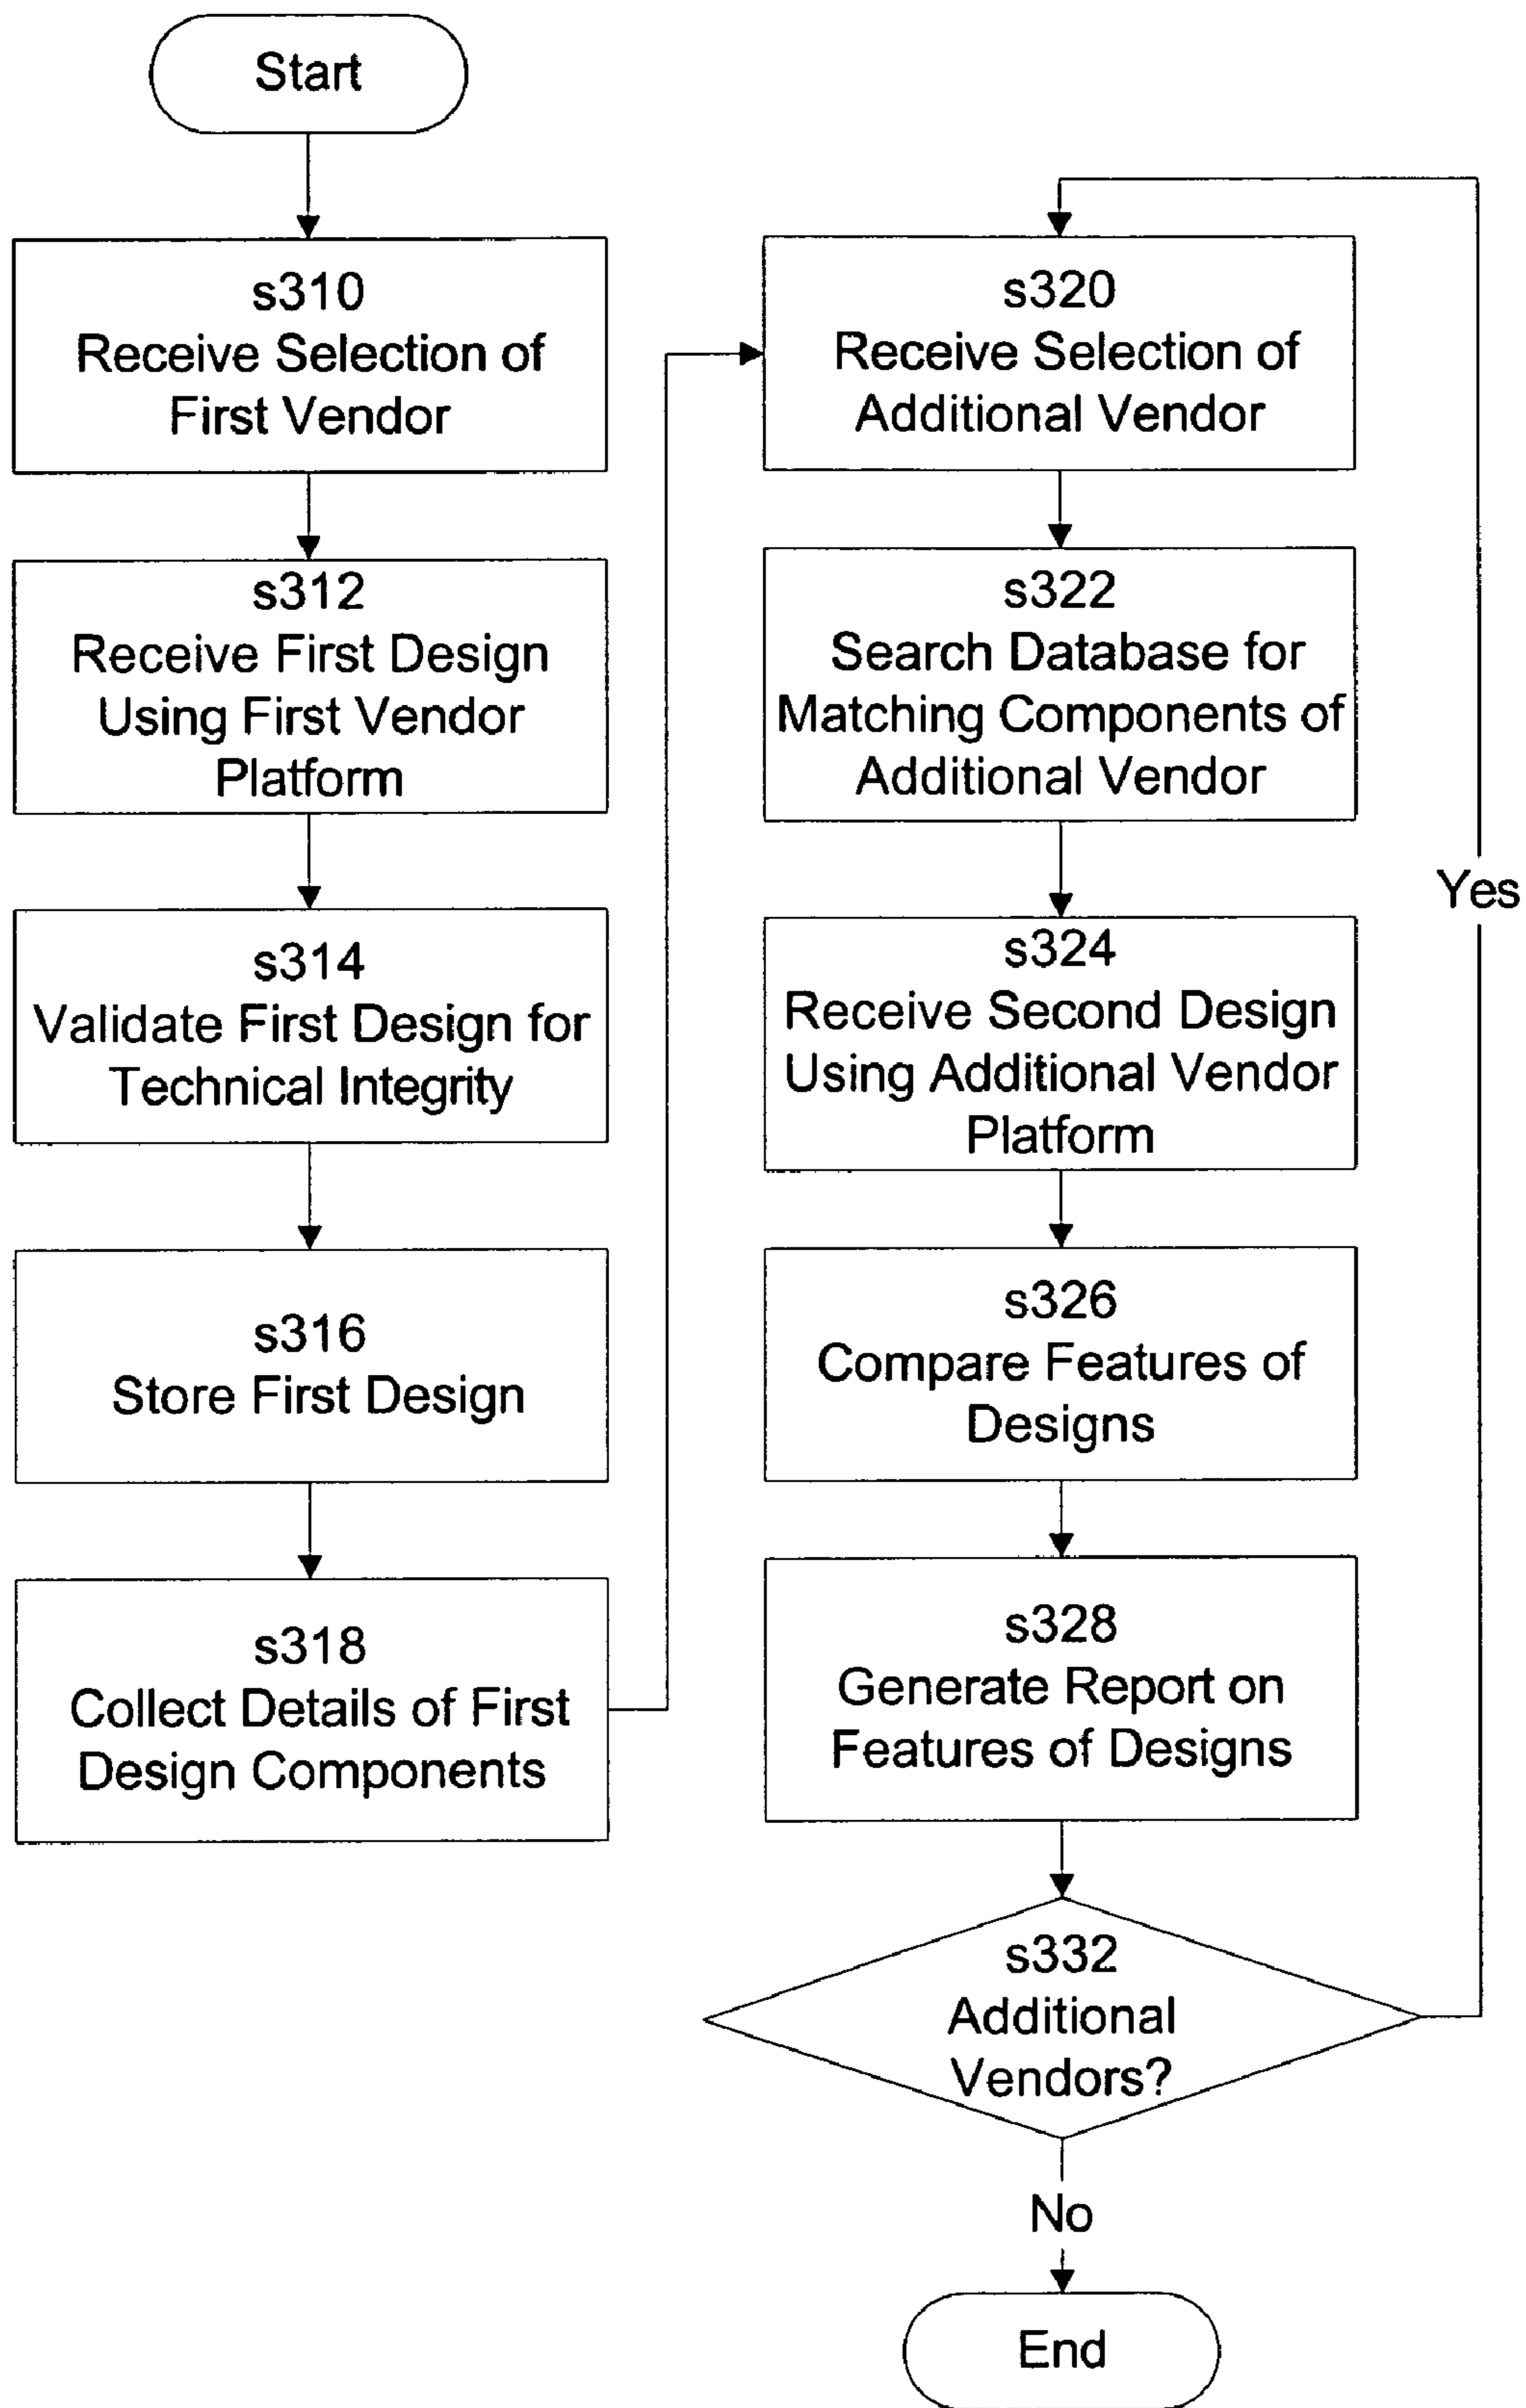 Start
s310
Receive Selection of
First Vendor
s312
Receive First Design
Using First Vendor
Platform
s314
Validate First Design for
Technical Integrity
s316
Store First Design
s318
Collect Details of First
Design Components
s320
Receive Selection of
Additional Vendor
s322
Search Database for
Matching Components of
Additional Vendor
s324
Receive Second Design
Using Additional Vendor
Platform
s326
Compare Features of
Designs
s328
Generate Report on
Features of Designs
s332
Additional
Vendors?
Yes
No
End